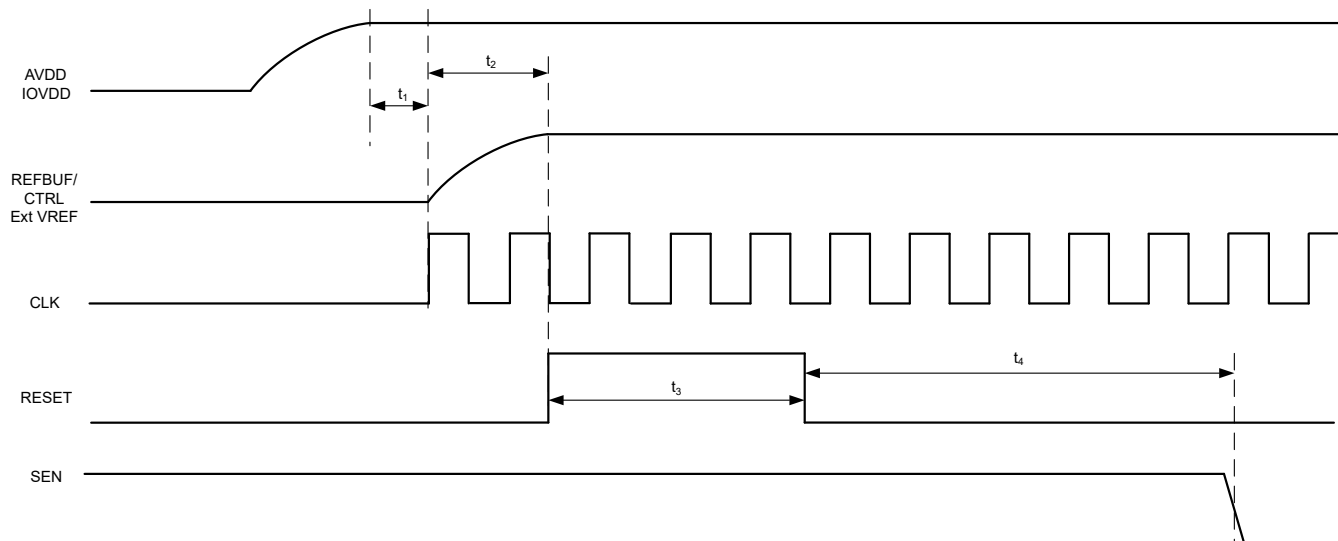 t₂
AVDD
IOVDD
t₁
REFBUF/
CTRL
Ext VREF
CLK
t₄
t₃
RESET
SEN